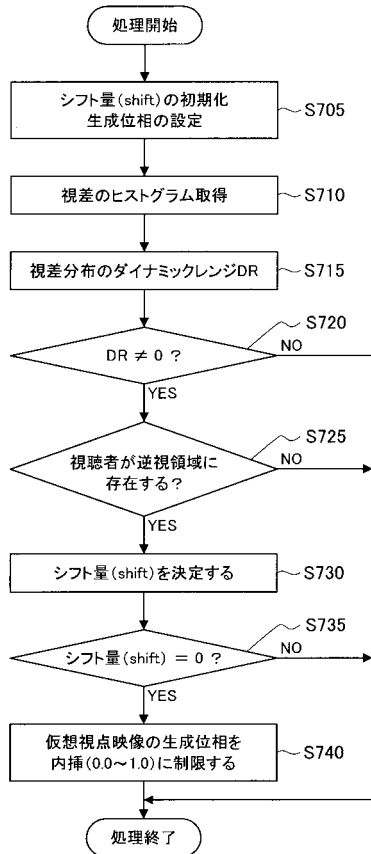 処理開始
シフト量(shift)の初期化
生成位相の設定
S705
視差のヒストグラム取得
S710
視差分布のダイナミックレンジDR
S715
S720
DR ≠ 0 ?
NO
YES
S725
視聴者が逆視領域に
存在する?
NO
YES
シフト量(shift)を決定する
S730
S735
シフト量(shift) = 0 ?
NO
YES
仮想視点映像の生成位相を
内挿(0.0~1.0)に制限する
S740
処理終了